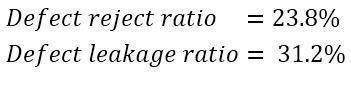 Defect reject ratio = 23.8%
Defect leakage ratio = 31.2%